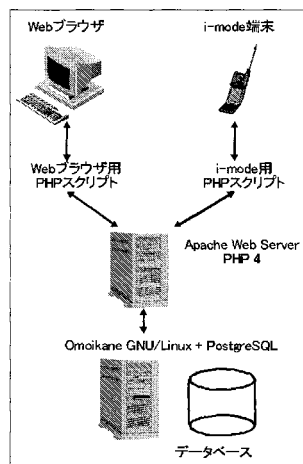 Webブラウザ
i-mode端末
Webブラウザ用
PHPスクリプト
i-mode用
PHPスクリプト
Apache Web Server
PHP 4
Omoikane GNU/Linux + PostgreSQL
データベース